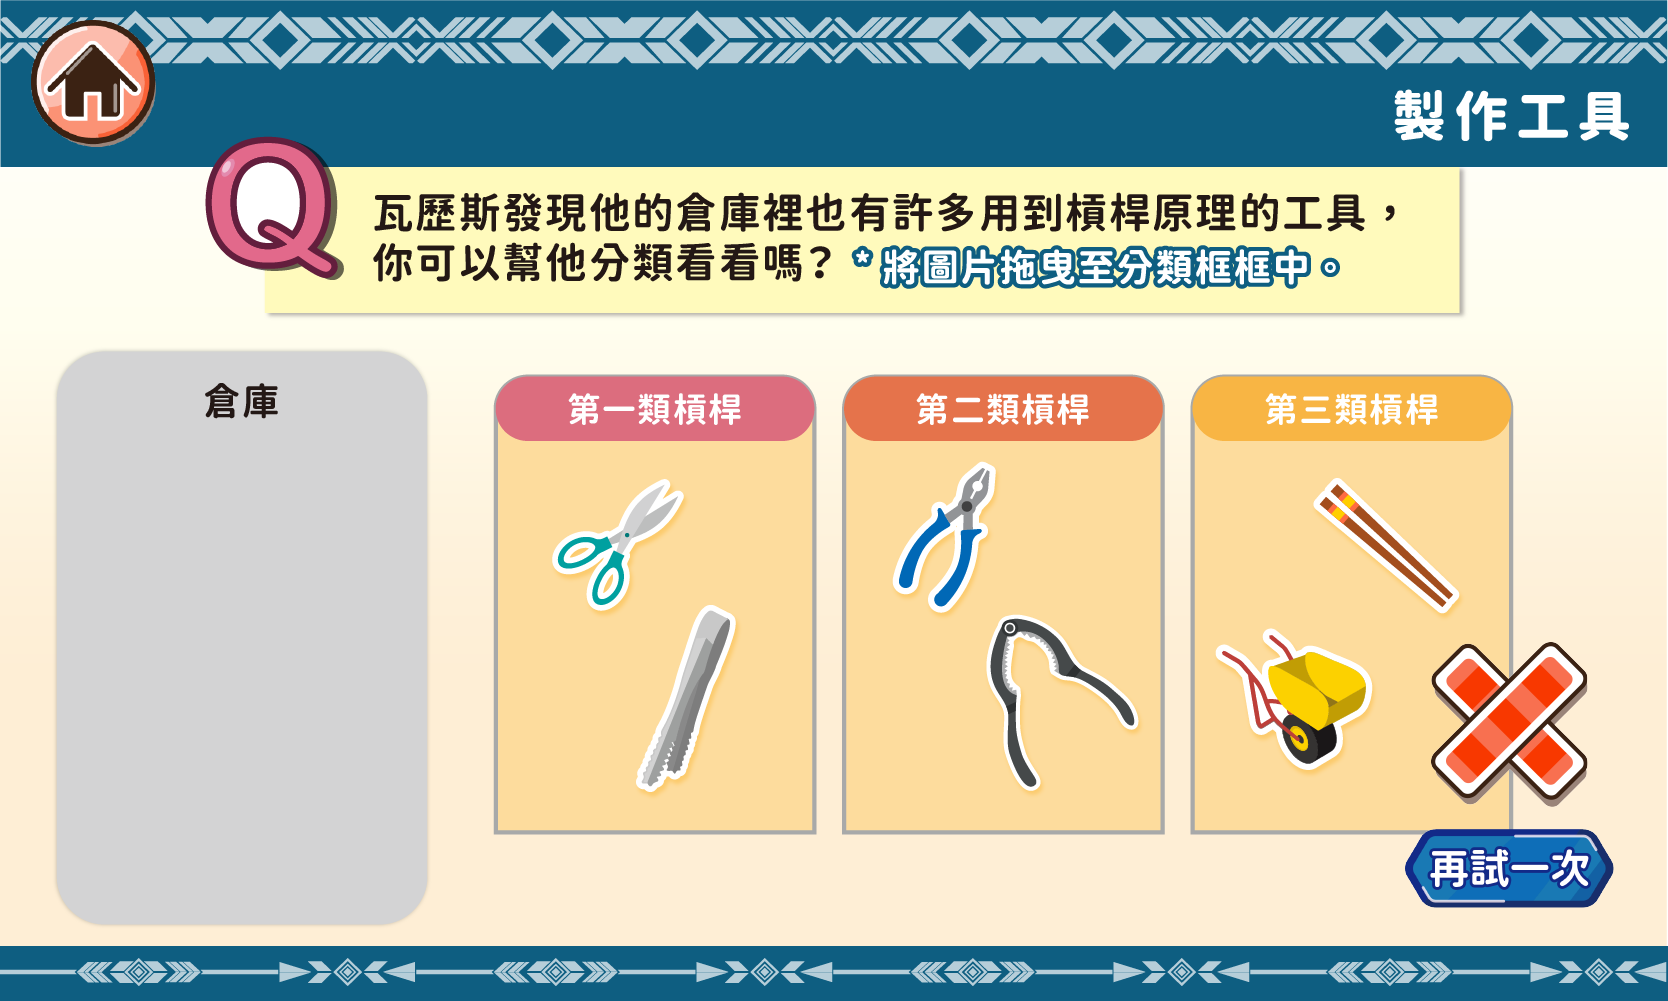 製作工具
Q
瓦歷斯發現他的倉庫裡也有許多用到槓桿原理的工具，
你可以幫他分類看看嗎？ *將圖片拖曳至分類框框中。
倉庫
第一類槓桿
第二類槓桿
第三類槓桿
再試一次